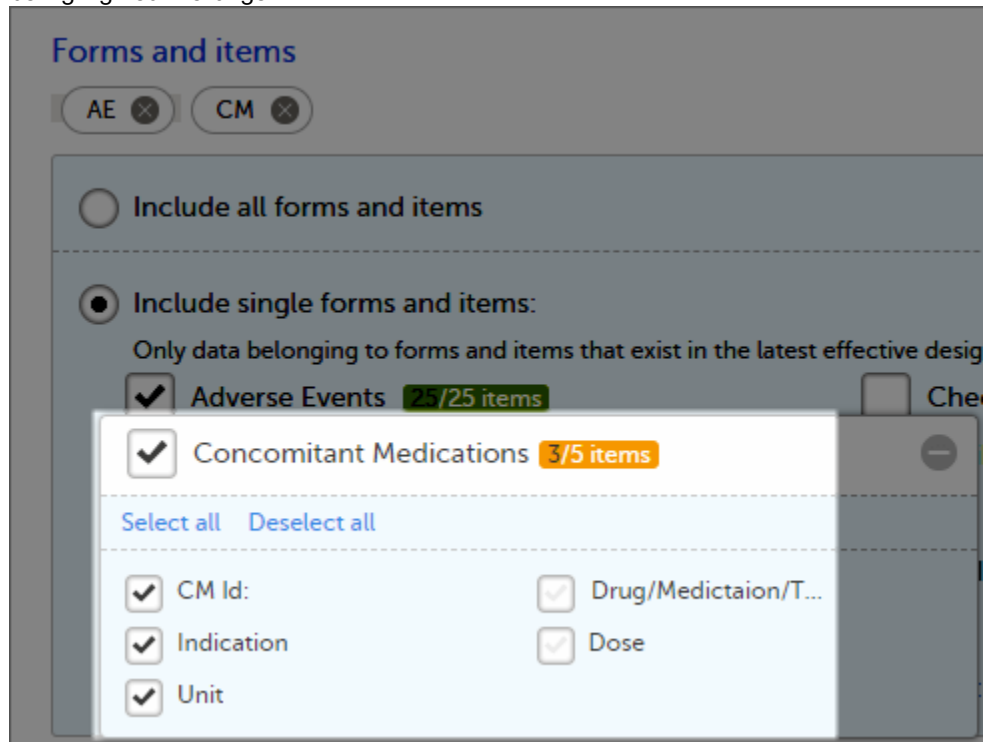 Forms and items
AE CM
Include all forms and items
Include single forms and items:
Only data belonging to forms and items that exist in the latest effective desig
Adverse Events 25/25 items Che
Concomitant Medications 3/5 items
Select all Deselect all
CM Id: Drug/Medictaion/T...
Indication Dose
Unit